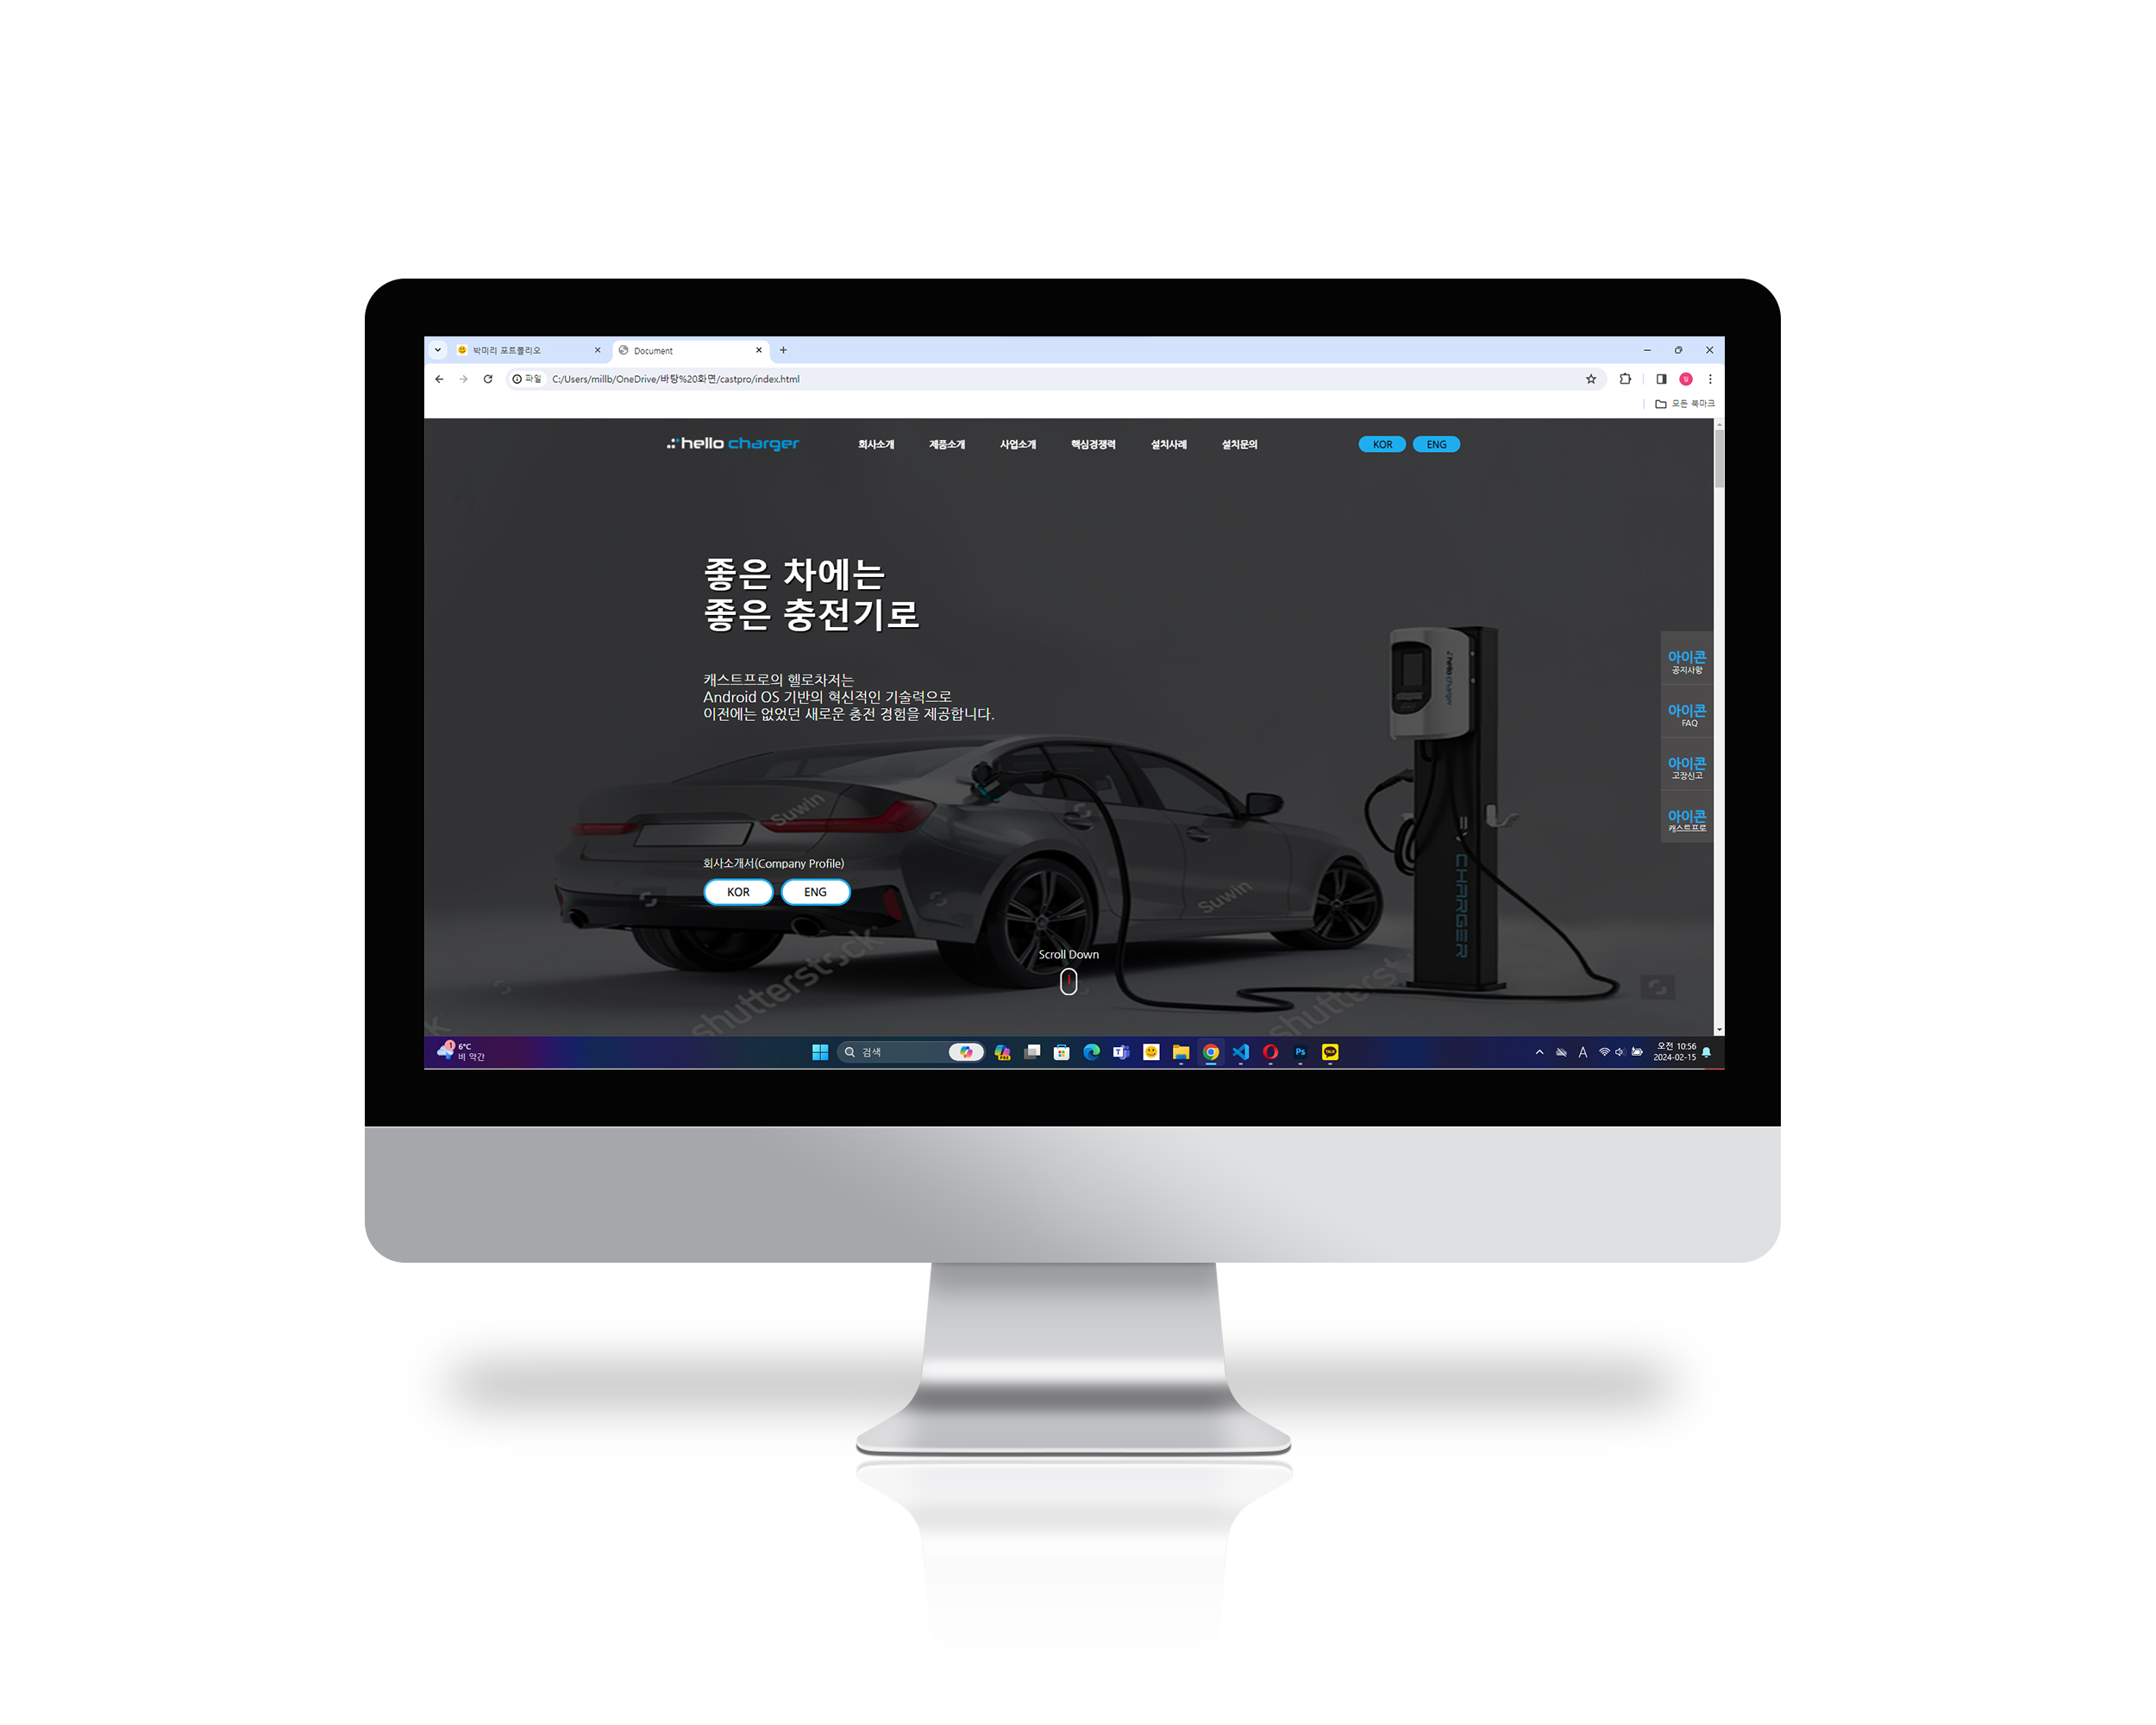 박미리 포트폴리오
Document
파일 C:/Users/millb/OneDrive/바탕%20화면/castpro/index.html
모든 북마크
hello charger
회사소개 제품소개 사업소개 핵심경쟁력 설치사례 설치문의
KOR ENG
좋은 차에는
좋은 충전기로
캐스트프로의 헬로차저는
Android OS 기반의 혁신적인 기술력으로
이전에는 없었던 새로운 충전 경험을 제공합니다.
회사소개서(Company Profile)
KOR ENG
Scroll Down
아이콘
공지사항
아이콘
FAQ
아이콘
고장신고
아이콘
캐스트프로
hello charger
CHARGER
Suwin
Suwin
shutterstock
shutterst
1
6°C
비 약간
검색
PRE
T
Ps
TALK
A
오전 10:56
2024-02-15